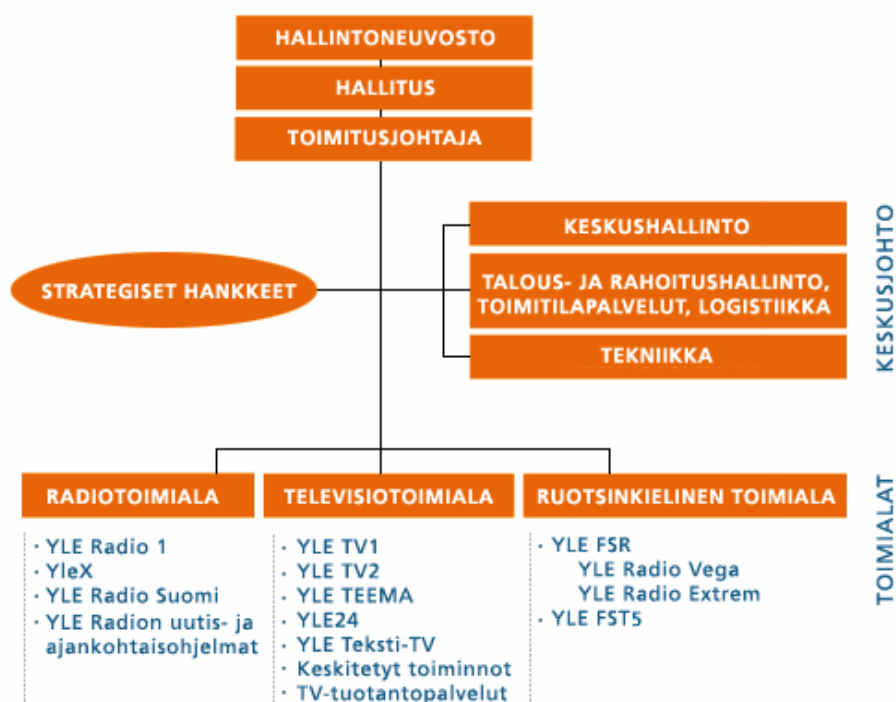 HALLINTONEUVOSTO
HALLITUS
TOIMITUSJOHTAJA
KESKUSHALLINTO
STRATEGISET HANKKEET
TALOUS- JA RAHOITUSHALLINTO,
TOIMITILAPALVELUT, LOGISTIIKKA
TEKNIIKKA
KESKUSJOHTO
RADIOTOIMIALA
· YLE Radio 1
· YleX
· YLE Radio Suomi
· YLE Radion uutis- ja
ajankohtaisohjelmat
TELEVISIOTOIMIALA
· YLE TV1
· YLE TV2
· YLE TEEMA
· YLE24
· YLE Teksti-TV
· Keskitetyt toiminnot
· TV-tuotantopalvelut
RUOTSINKIELINEN TOIMIALA
· YLE FSR
YLE Radio Vega
YLE Radio Extrem
· YLE FST5
TOIMIALAT